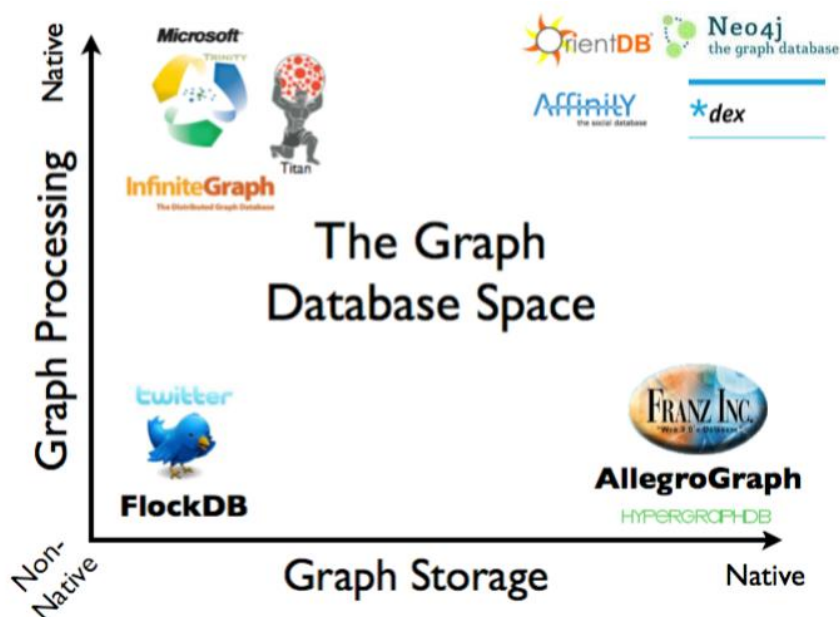 Microsoft
TRINITY
Titan
InfiniteGraph
The Distributed Graph Database
OrientDB
Neo4j
the graph database
Affinity
the social database
*dex
Native
Graph Processing
The Graph
Database Space
twitter
FlockDB
FRANZ INC.
AllegroGraph
HYPERGRAPHDB
Non-
Native
Graph Storage
Native